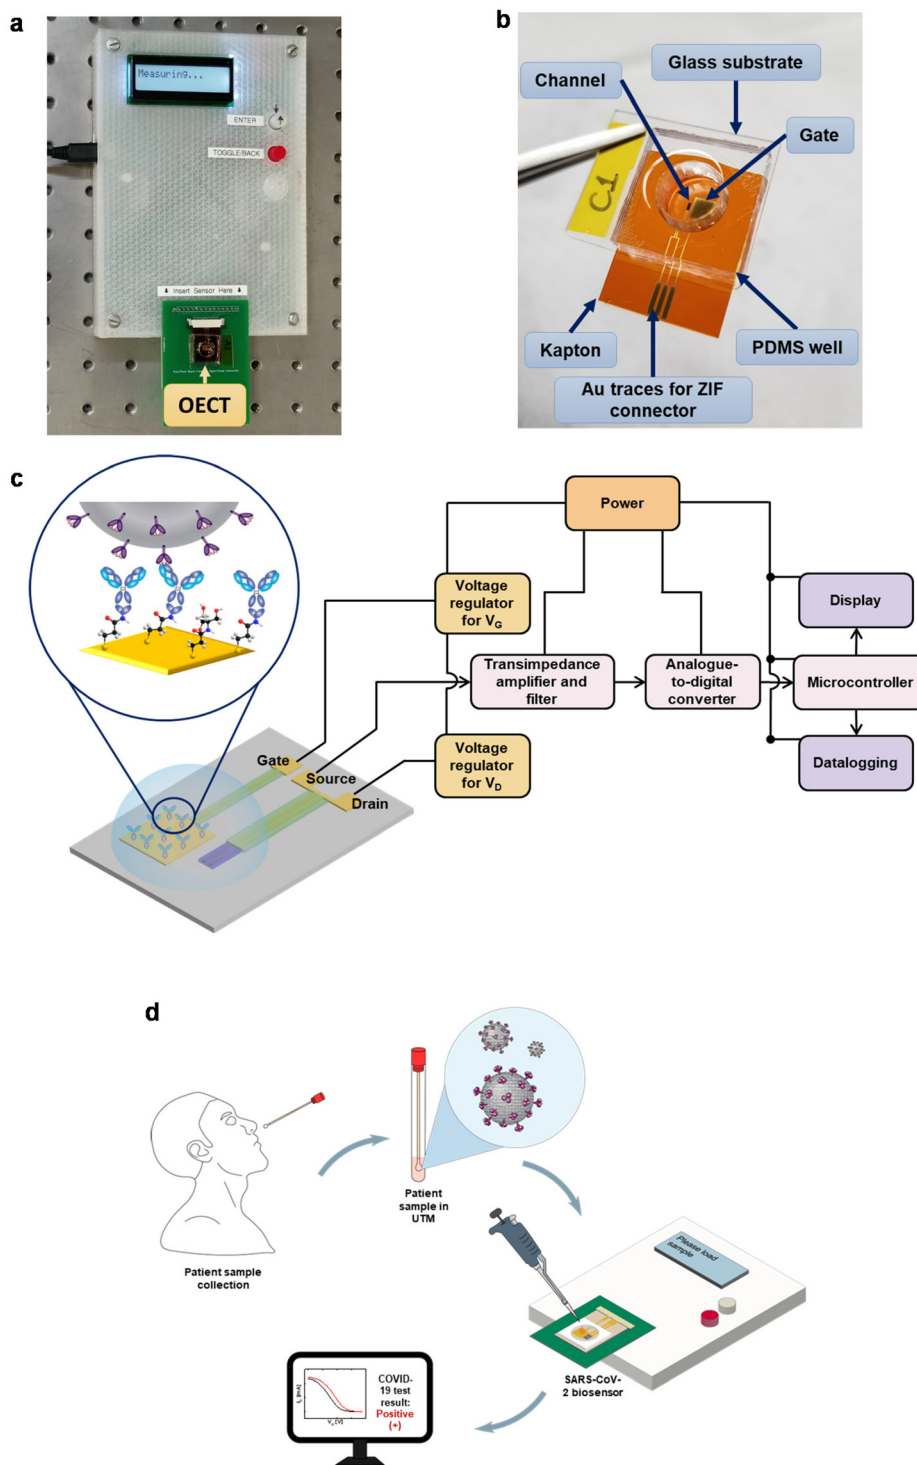 a
Measuring...
ENTER
TOGGLE/BACK
Insert Sensor Here
OECT
b
Channel
Glass substrate
Gate
C1
Kapton
PDMS well
Au traces for ZIF
connector
c
Power
Voltage
regulator
for VG
Display
Transimpedance
amplifier and
filter
Analogue-
to-digital
converter
Microcontroller
Gate
Source
Drain
Voltage
regulator
for VD
Datalogging
d
Patient
sample in
UTM
Patient sample
collection
Please load
sample
SARS-CoV-
2 biosensor
COVID-
19 test
result:
Positive
(+)